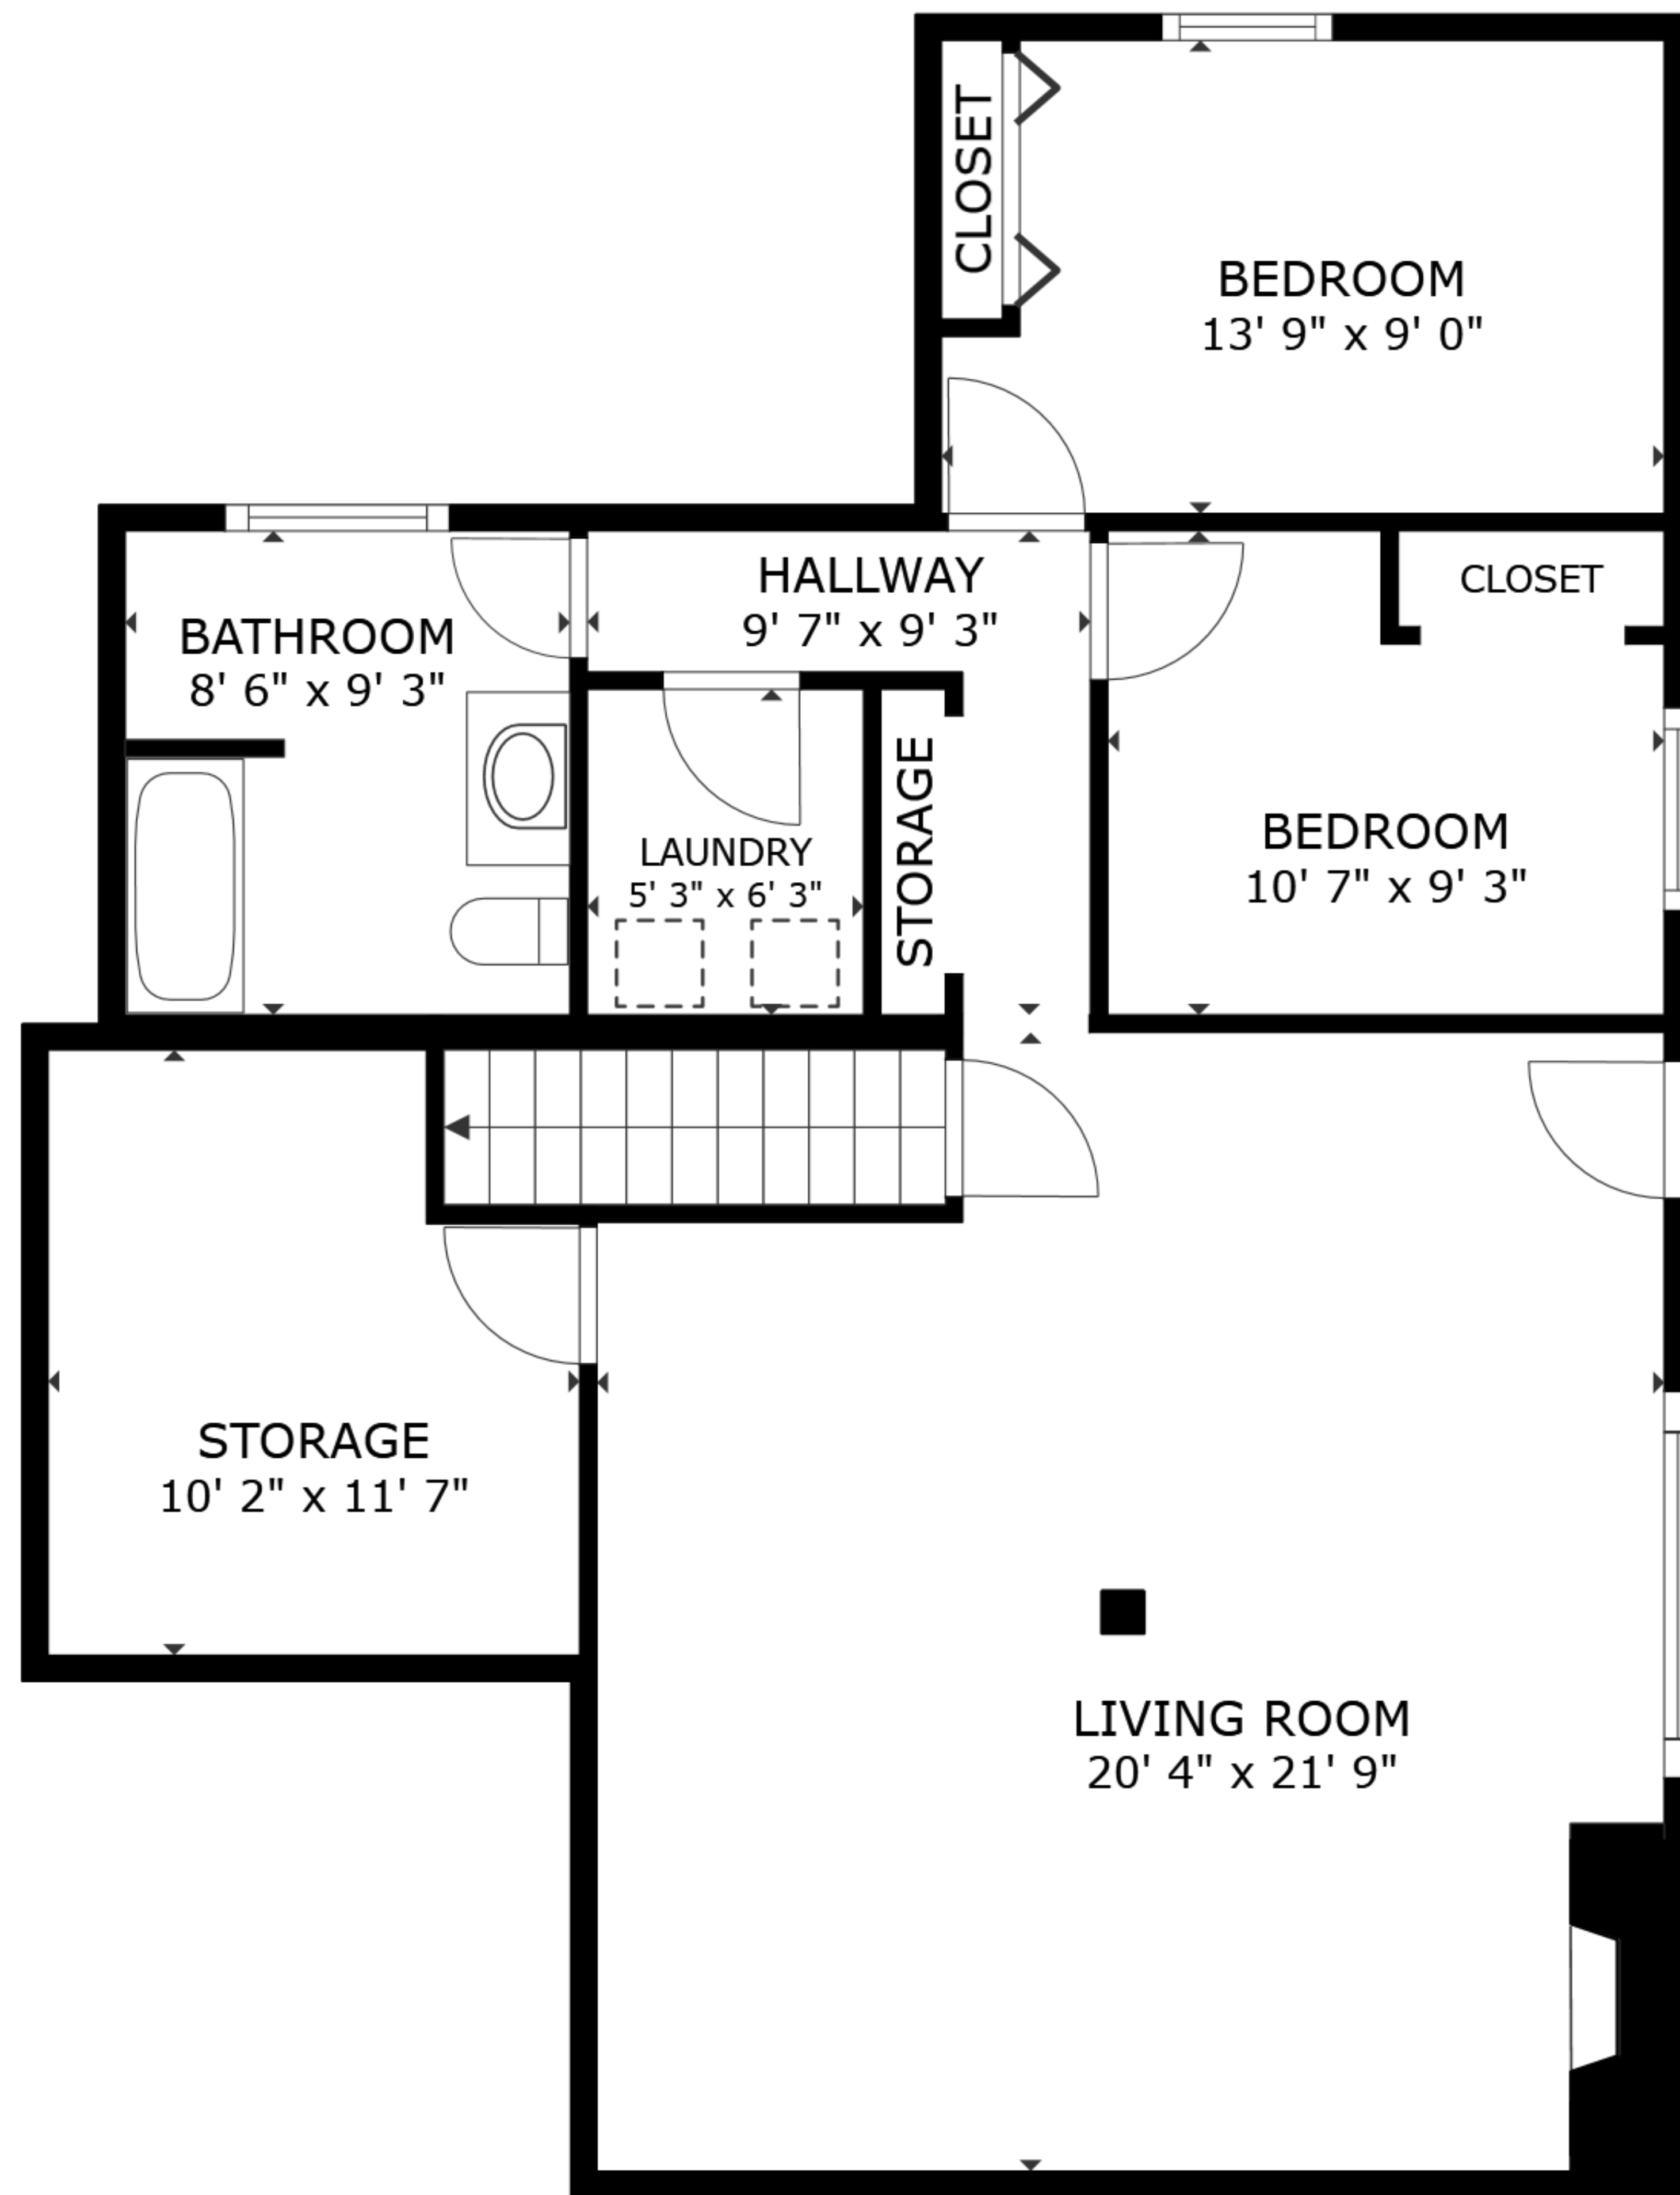 CLOSET
BEDROOM
13' 9" x 9' 0"
HALLWAY
9' 7" x 9' 3"
CLOSET
BATHROOM
8' 6" x 9' 3"
LAUNDRY
5' 3" x 6' 3"
STORAGE
BEDROOM
10' 7" x 9' 3"
STORAGE
10' 2" x 11' 7"
LIVING ROOM
20' 4" x 21' 9"